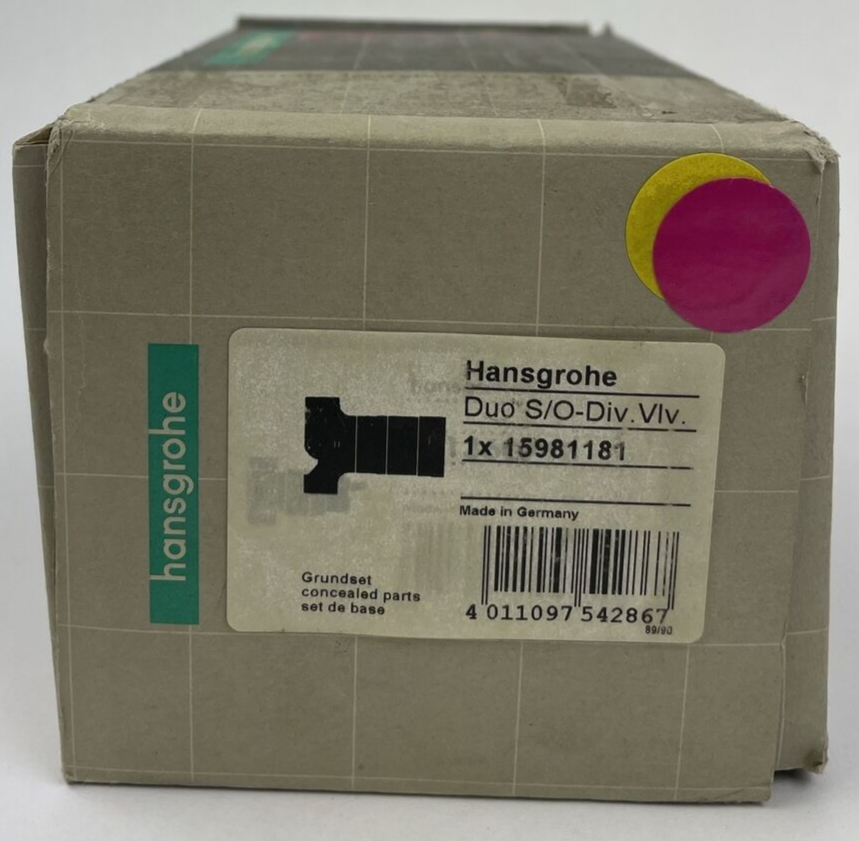 hansgrohe
Hansgrohe
Duo S/O-Div.Vlv.
1x 15981181
Made in Germany
Grundset
concealed parts
set de base
4 011097 542867
89/90